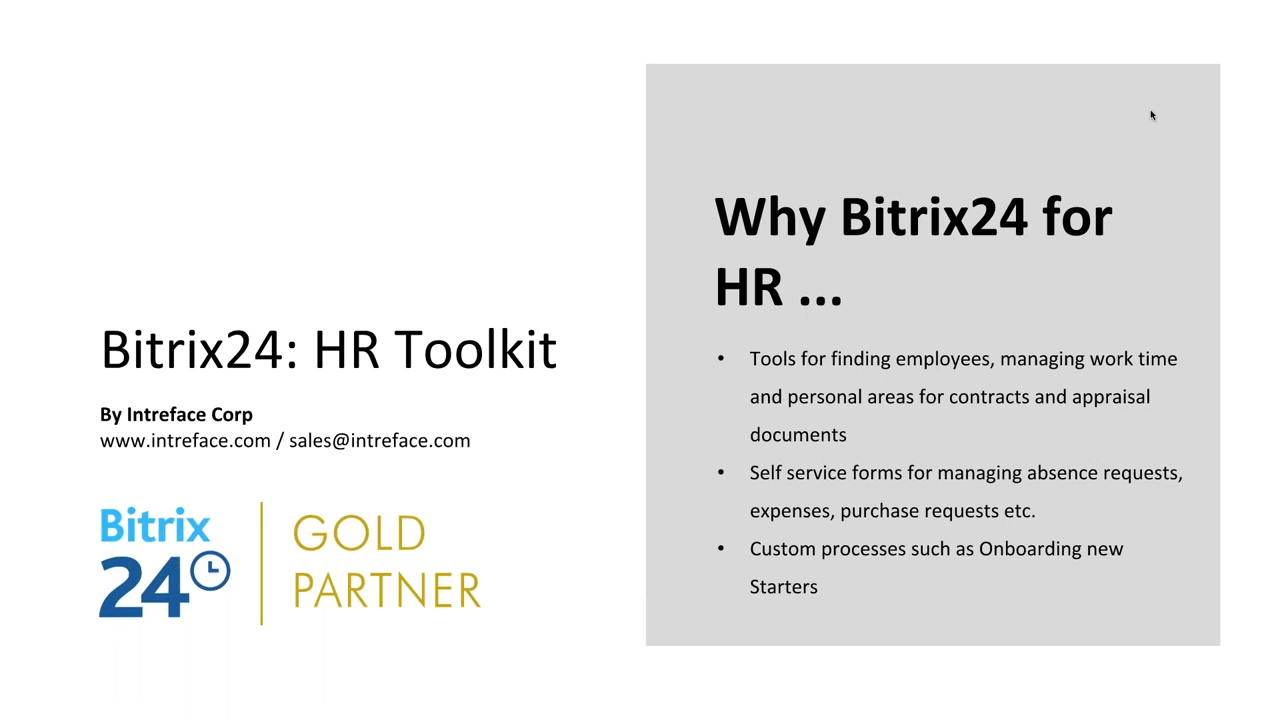 Bitrix24: HR Toolkit
By Intreface Corp
www.intreface.com / sales@intreface.com
Bitrix
24
GOLD
PARTNER
Why Bitrix24 for
HR ...
• Tools for finding employees, managing work time
and personal areas for contracts and appraisal
documents
• Self service forms for managing absence requests,
expenses, purchase requests etc.
• Custom processes such as Onboarding new
Starters